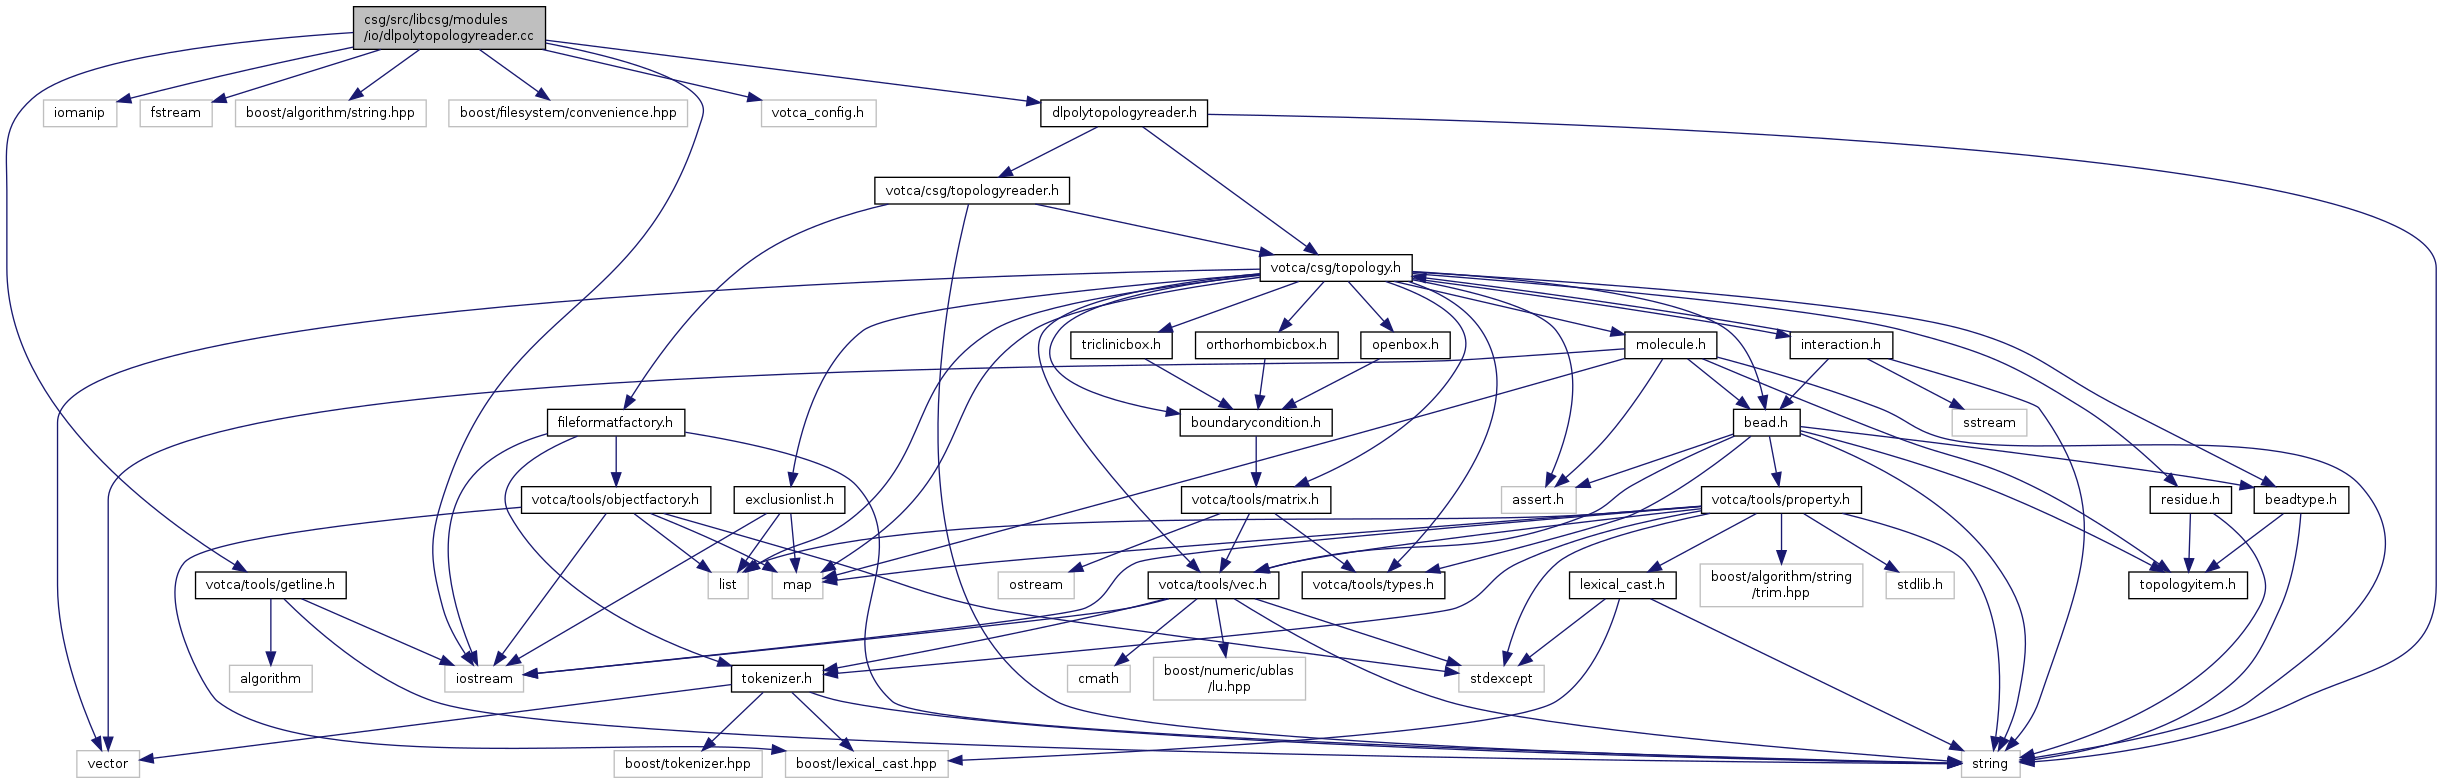 csg/src/libcsg/modules
/io/dlpolytopologyreader.cc
iomanip
fstream
boost/algorithm/string.hpp
boost/filesystem/convenience.hpp
votca_config.h
dlpolytopologyreader.h
votca/csg/topologyreader.h
votca/csg/topology.h
triclinicbox.h
orthorhombicbox.h
openbox.h
molecule.h
interaction.h
fileformatfactory.h
boundarycondition.h
bead.h
sstream
votca/tools/objectfactory.h
exclusionlist.h
votca/tools/matrix.h
assert.h
votca/tools/property.h
residue.h
beadtype.h
votca/tools/getline.h
list
map
ostream
votca/tools/vec.h
votca/tools/types.h
lexical_cast.h
boost/algorithm/string
/trim.hpp
stdlib.h
topologyitem.h
algorithm
iostream
tokenizer.h
cmath
boost/numeric/ublas
/lu.hpp
stdexcept
vector
boost/tokenizer.hpp
boost/lexical_cast.hpp
string